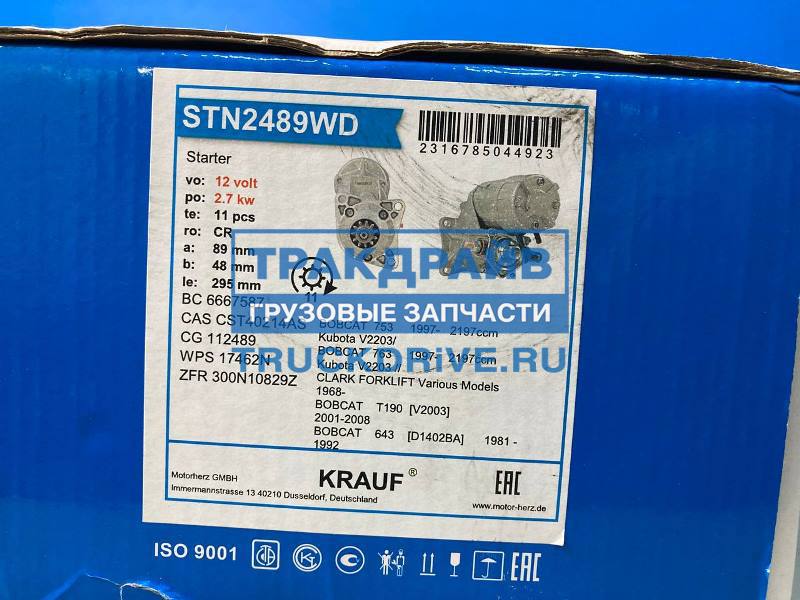 STN2489WD
2316785044923
Starter
vo: 12 volt
po: 2.7 kw
te: 11 pcs
ro: CR
a: 89 mm
b: 48 mm
le: 295 mm
11
BC 6667587
CAS CST40214AS
CG 112489
WPS 17462N
ZFR 300N10829Z
BOBCAT 753 1997- 2197ccm
Kubota V2203/
BOBCAT 763 1997- 2197ccm
Kubota V2203 //
CLARK FORKLIFT Various Models
1968-
BOBCAT T190 [V2003]
2001-2008
BOBCAT 643 [D1402BA] 1981 -
1992
ТРАКДРАЙВ
ГРУЗОВЫЕ ЗАПЧАСТИ
TRUCKDRIVE.RU
Motorherz GMBH
Immermannstrasse 13 40210 Dusseldorf, Deutschland
KRAUF ®
EAC
www.motor-herz.de
ISO 9001
EAC